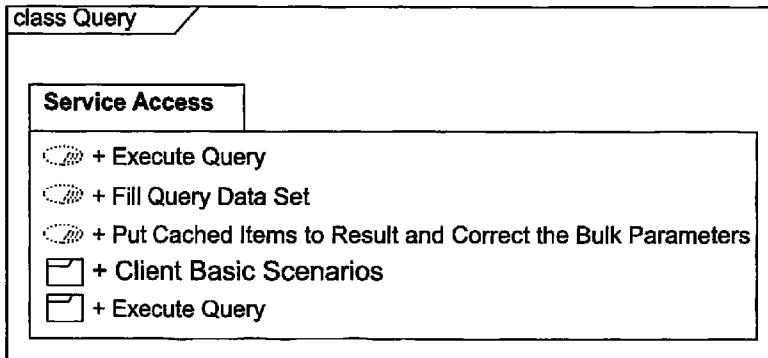 class Query
Service Access
+ Execute Query
+ Fill Query Data Set
+ Put Cached Items to Result and Correct the Bulk Parameters
+ Client Basic Scenarios
+ Execute Query